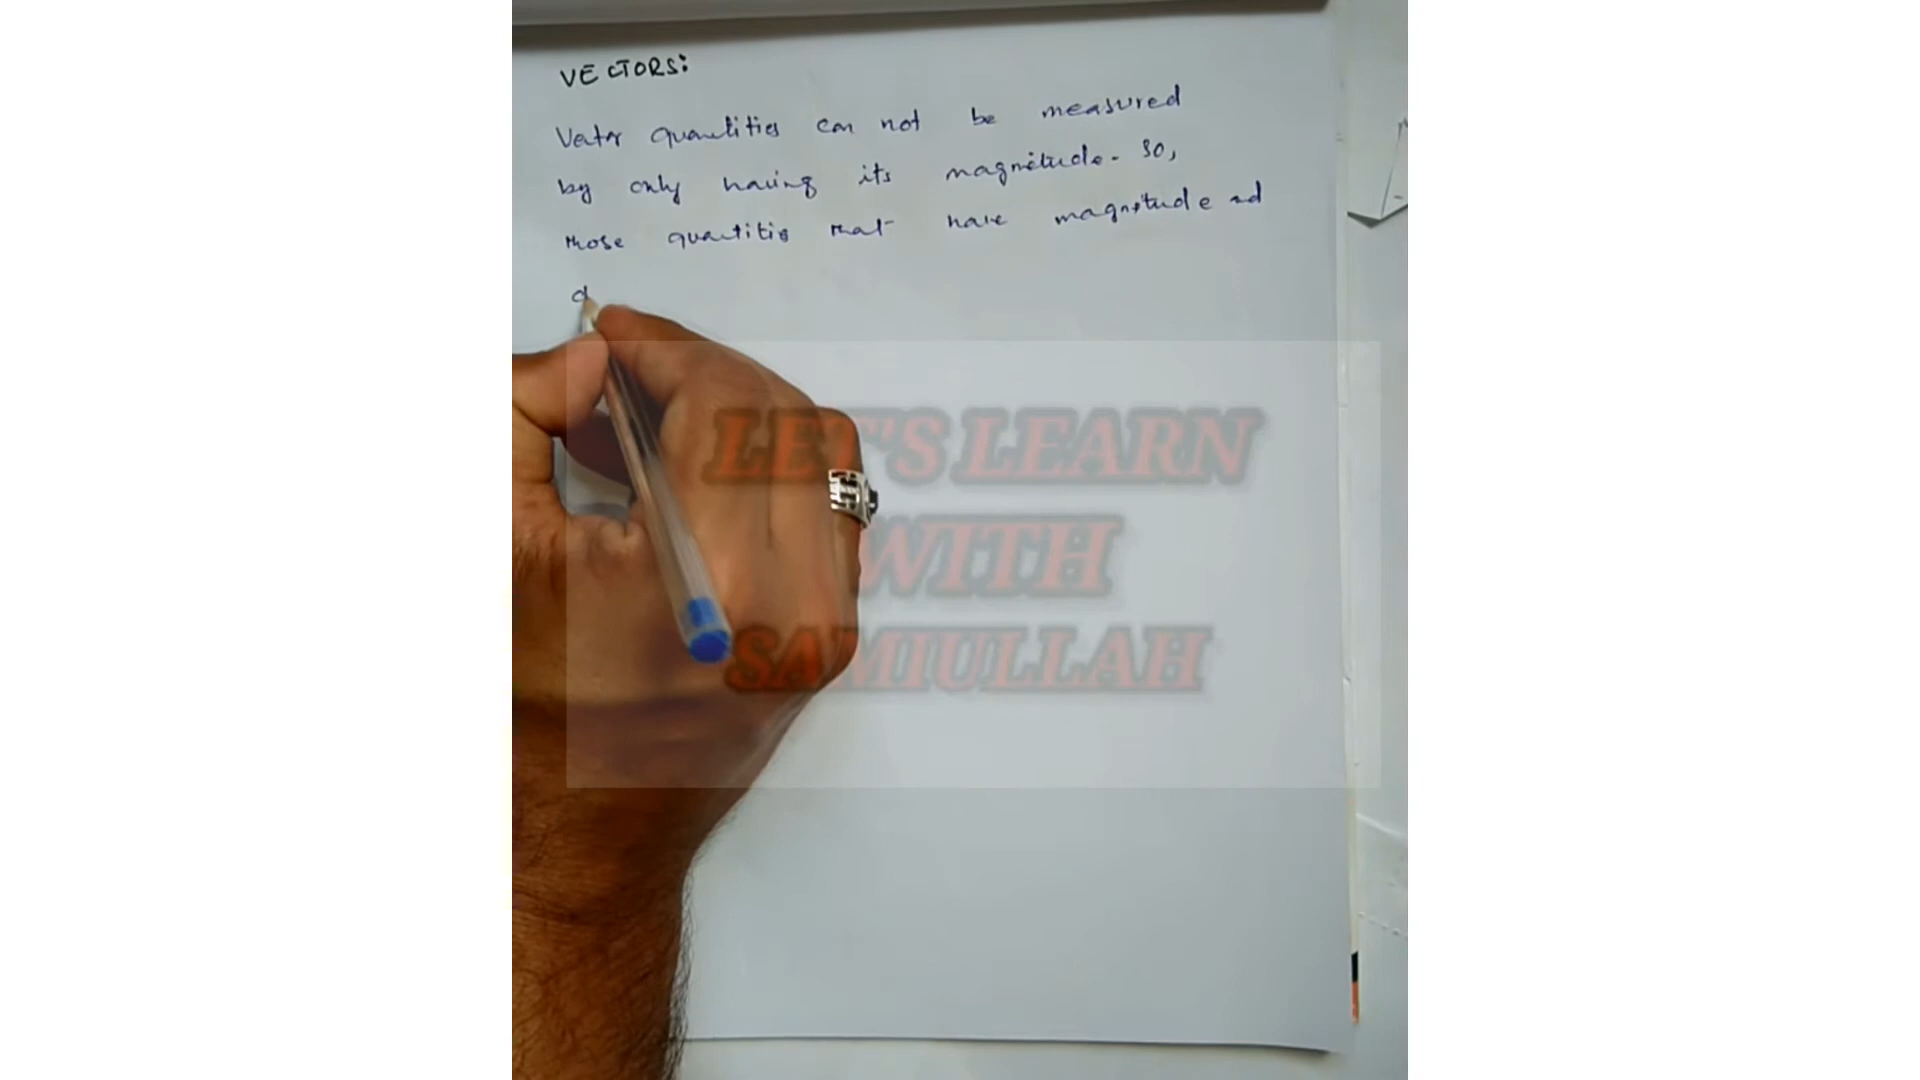 VECTORS:
Vector quantities can not be measured
by only having its magnitude. So,
those quantities that have magnitude and
d
LET'S LEARN
WITH
SAMIULLAH